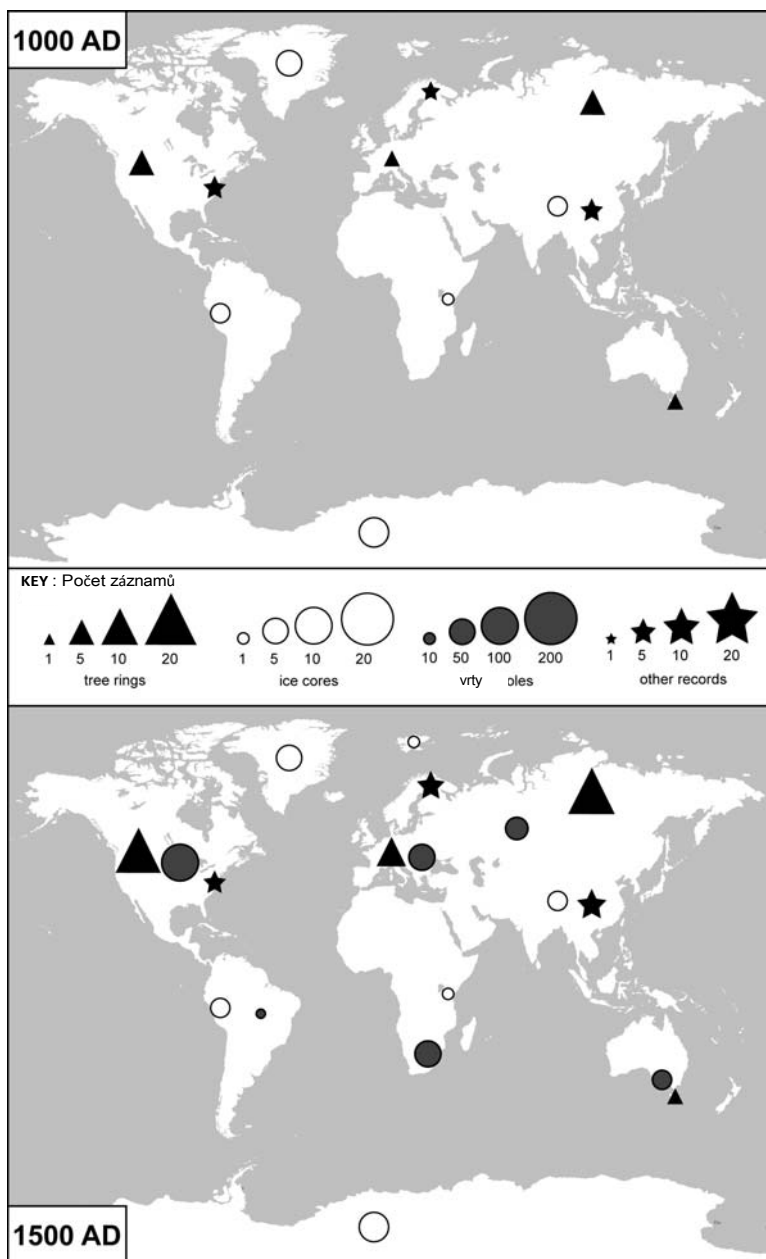 1000 AD
KEY : Počet záznamů
1 5 10 20 1 5 10 20 10 50 100 200 1 5 10 20
tree rings ice cores vrty oles other records
1500 AD